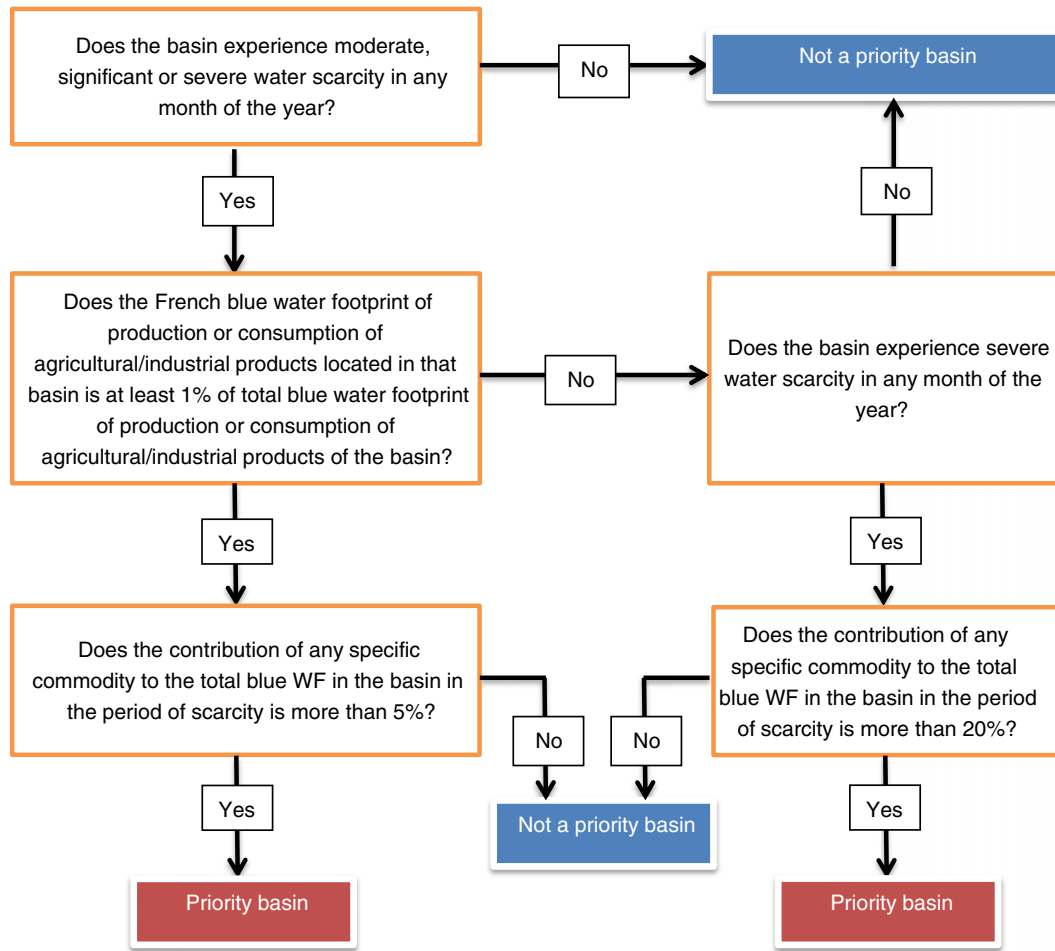 Does the basin experience moderate,
significant or severe water scarcity in any
month of the year?
No
Not a priority basin
Yes
No
Does the French blue water footprint of
production or consumption of
agricultural/industrial products located in that
basin is at least 1% of total blue water footprint
of production or consumption of
agricultural/industrial products of the basin?
No
Does the basin experience severe
water scarcity in any month of the
year?
Yes
Yes
Does the contribution of any specific
commodity to the total blue WF in the basin in
the period of scarcity is more than 5%?
Does the contribution of any
specific commodity to the total
blue WF in the basin in the period
of scarcity is more than 20%?
No
No
Yes
Not a priority basin
Yes
Priority basin
Priority basin